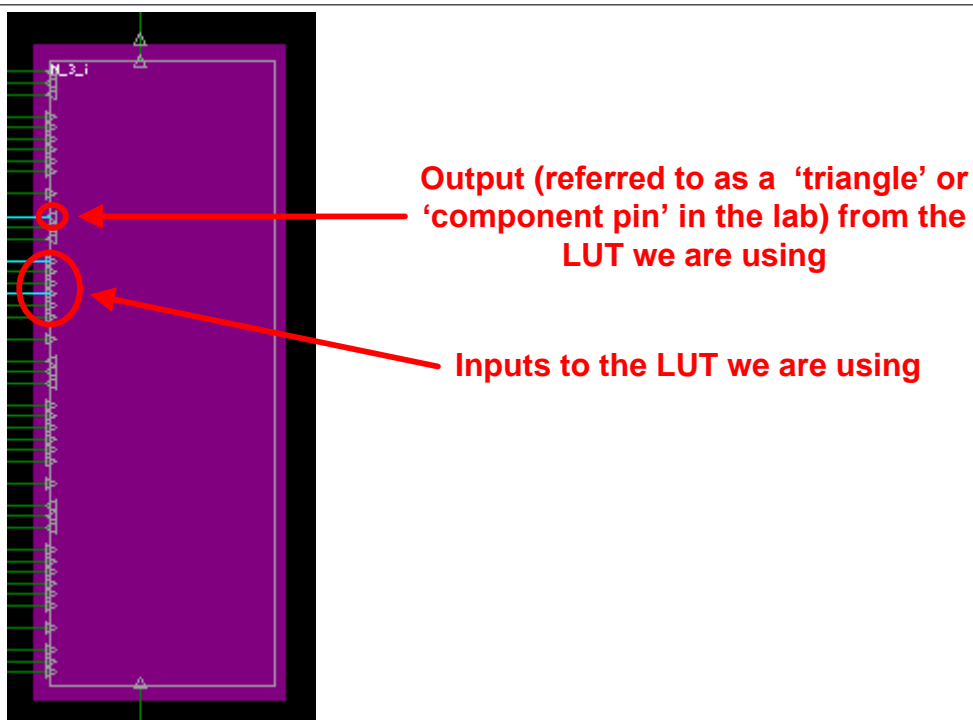 N_3_i
Output (referred to as a ‘triangle’ or
‘component pin’ in the lab) from the
LUT we are using
Inputs to the LUT we are using